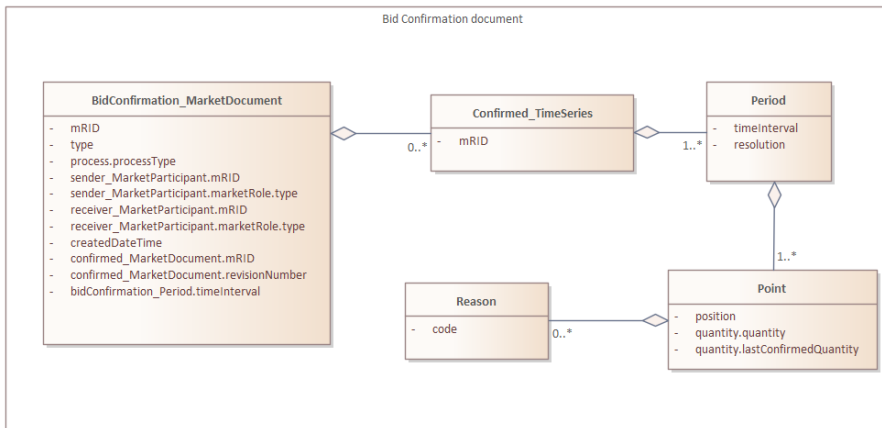 Bid Confirmation document
BidConfirmation_MarketDocument
- mRID
- type
- process.processType
- sender_MarketParticipant.mRID
- sender_MarketParticipant.marketRole.type
- receiver_MarketParticipant.mRID
- receiver_MarketParticipant.marketRole.type
- createdDateTime
- confirmed_MarketDocument.mRID
- confirmed_MarketDocument.revisionNumber
- bidConfirmation_Period.timeInterval
0..*
Confirmed_TimeSeries
- mRID
1..*
Period
- timeInterval
- resolution
1..*
Point
- position
- quantity.quantity
- quantity.lastConfirmedQuantity
0..*
Reason
- code